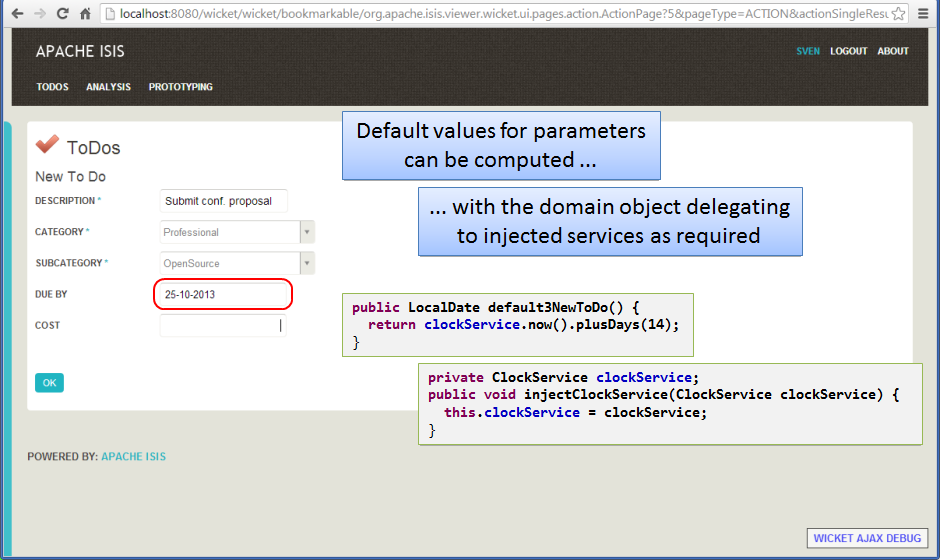 localhost:8080/wicket/wicket/bookmarkable/org.apache.isis.viewer.wicket.ui.pages.action.ActionPage?5&pageType=ACTION&actionSingleResu
APACHE ISIS
SVEN LOGOUT ABOUT
TODOS ANALYSIS PROTOTYPING
ToDos
New To Do
DESCRIPTION * Submit conf. proposal
CATEGORY * Professional
SUBCATEGORY * OpenSource
DUE BY 25-10-2013
COST
OK
Default values for parameters
can be computed ...
... with the domain object delegating
to injected services as required
public LocalDate default3NewToDo() {
return clockService.now().plusDays(14);
}
private ClockService clockService;
public void injectClockService(ClockService clockService) {
this.clockService = clockService;
}
POWERED BY: APACHE ISIS
WICKET AJAX DEBUG